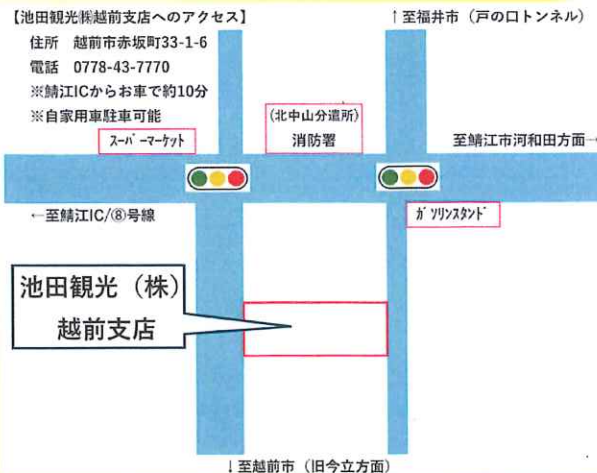 【池田観光㈱越前支店へのアクセス】
住所 越前市赤坂町33-1-6
電話 0778-43-7770
※鯖江ICからお車で約10分
※自家用車駐車可能
↑至福井市（戸の口トンネル）
スーパーマーケット
(北中山分遣所)
消防署
至鯖江市河和田方面→
←至鯖江IC/⑧号線
ガソリンスタンド
池田観光（株）
越前支店
↓至越前市（旧今立方面）